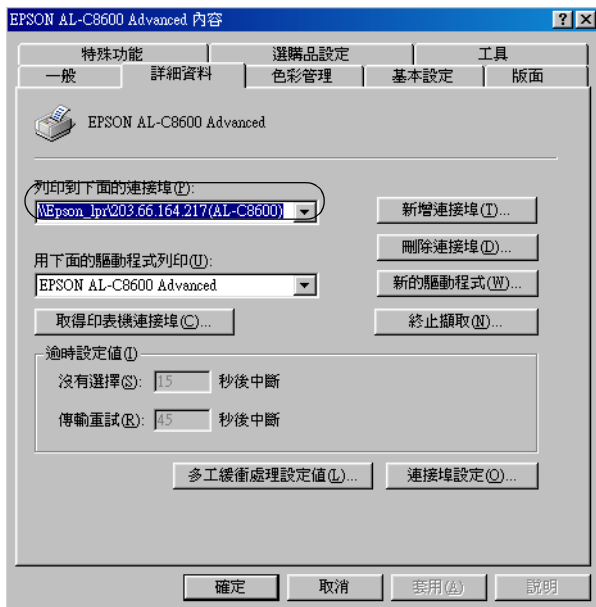 EPSON AL-C8600 Advanced 內容
特殊功能 選購品設定 工具
一般 詳細資料 色彩管理 基本設定 版面
EPSON AL-C8600 Advanced
列印到下面的連接埠(P):
\\Epson_lpr\203.66.164.217(AL-C8600)
新增連接埠(T)...
刪除連接埠(D)...
用下面的驅動程式列印(U):
EPSON AL-C8600 Advanced
新的驅動程式(W)...
取得印表機連接埠(C)...
終止擷取(N)...
逾時設定值(I)
沒有選擇(S): 15 秒後中斷
傳輸重試(R): 45 秒後中斷
多工緩衝處理設定值(L)...
連接埠設定(O)...
確定 取消 套用(A) 說明